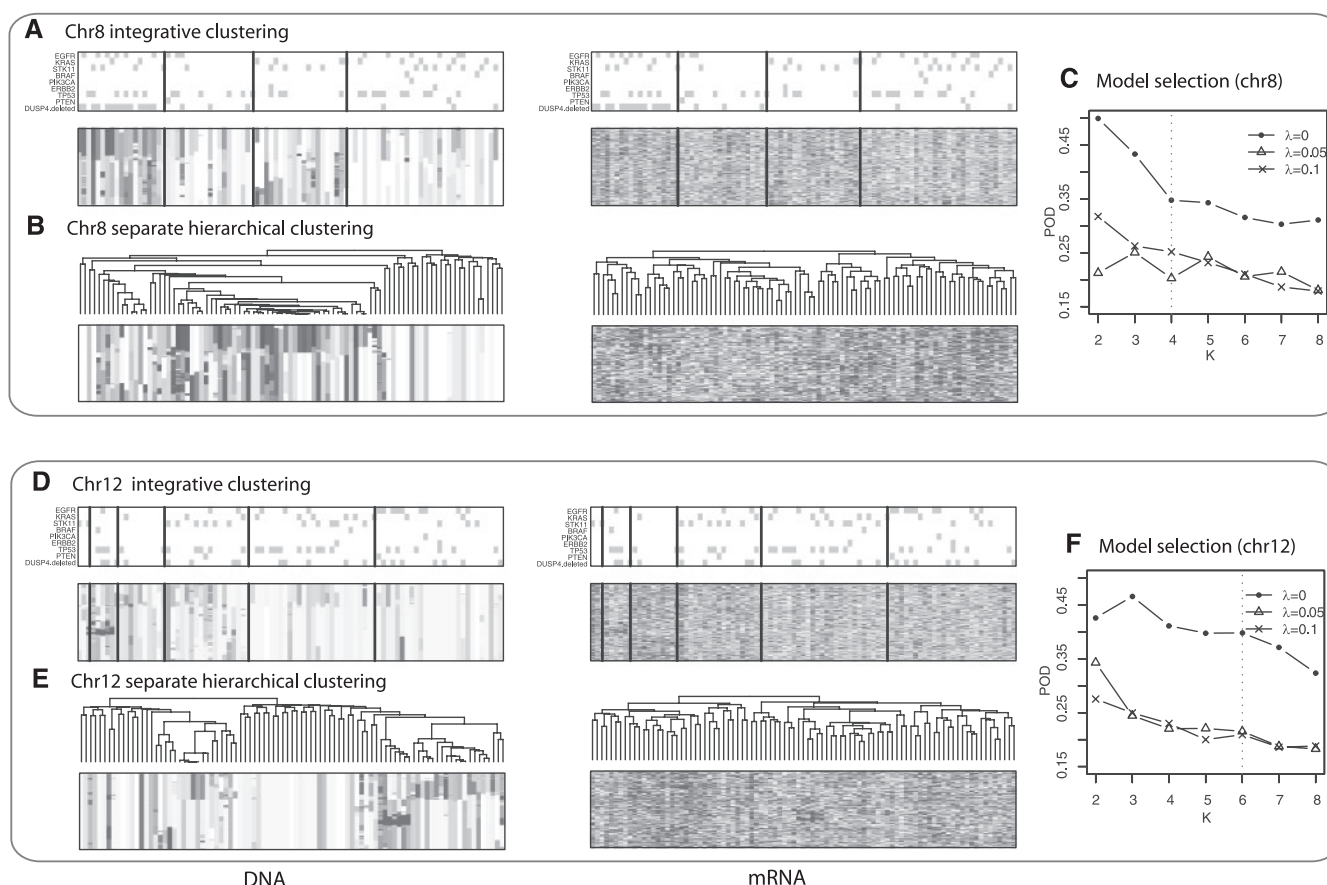 A Chr8 integrative clustering
EGFR
KRAS
STK11
BRAF
PIK3CA
ERBB2
TP53
PTEN
DUSP4.deleted
EGFR
KRAS
STK11
BRAF
PIK3CA
ERBB2
TP53
PTEN
DUSP4.deleted
B Chr8 separate hierarchical clustering
C Model selection (chr8)
POD
0.45
0.35
0.25
0.15
λ=0
λ=0.05
λ=0.1
2 3 4 5 6 7 8
K
D Chr12 integrative clustering
EGFR
KRAS
STK11
BRAF
PIK3CA
ERBB2
TP53
PTEN
DUSP4.deleted
EGFR
KRAS
STK11
BRAF
PIK3CA
ERBB2
TP53
PTEN
DUSP4.deleted
E Chr12 separate hierarchical clustering
F Model selection (chr12)
POD
0.45
0.35
0.25
0.15
λ=0
λ=0.05
λ=0.1
2 3 4 5 6 7 8
K
DNA
mRNA